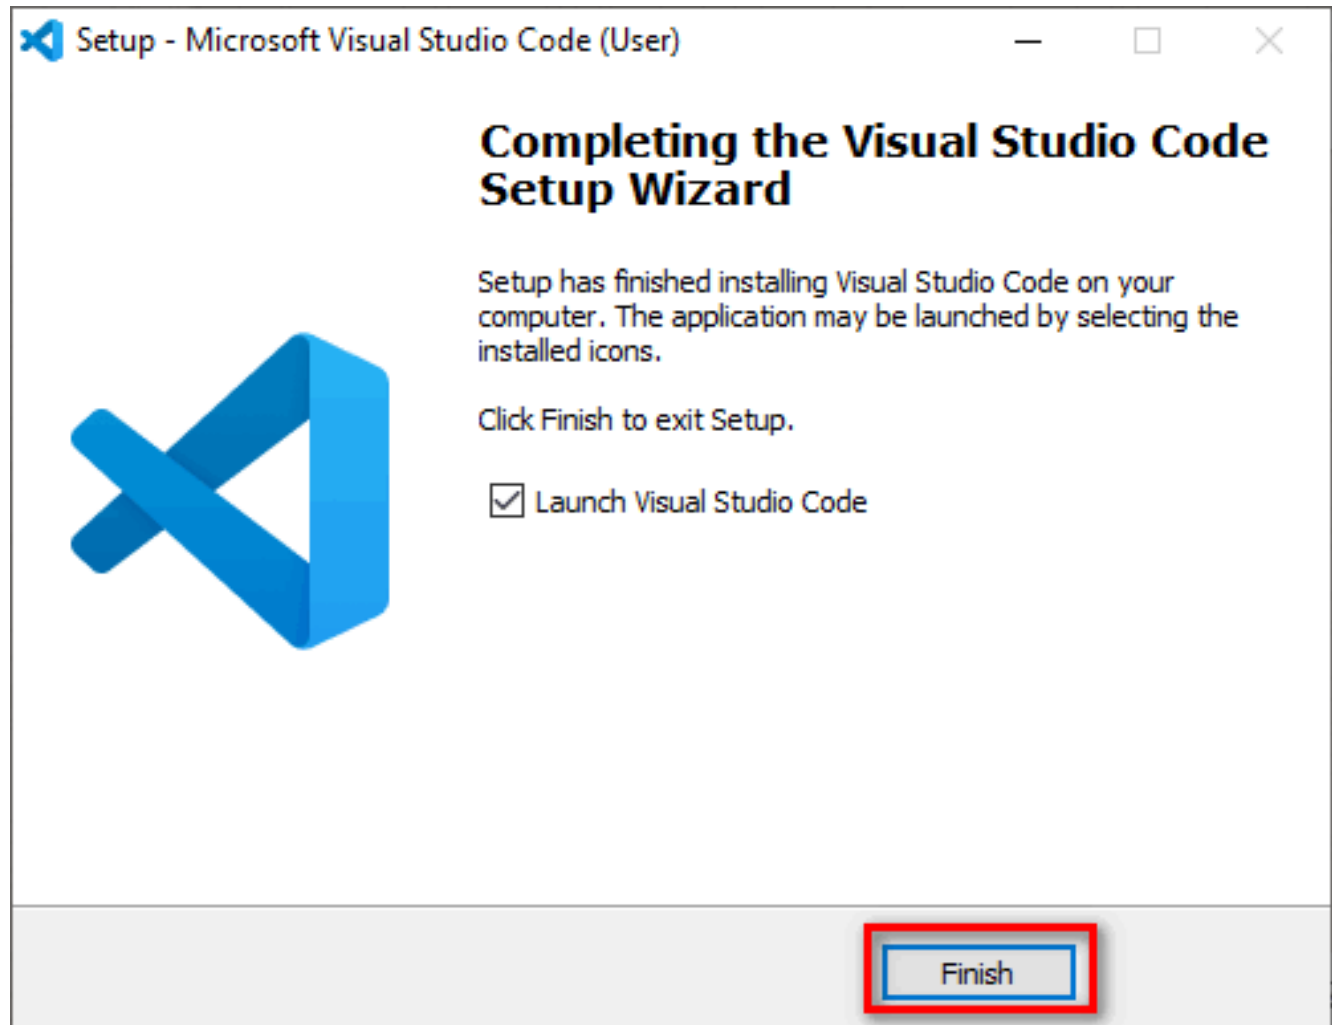 Setup - Microsoft Visual Studio Code (User)
Completing the Visual Studio Code
Setup Wizard
Setup has finished installing Visual Studio Code on your
computer. The application may be launched by selecting the
installed icons.
Click Finish to exit Setup.
Launch Visual Studio Code
Finish